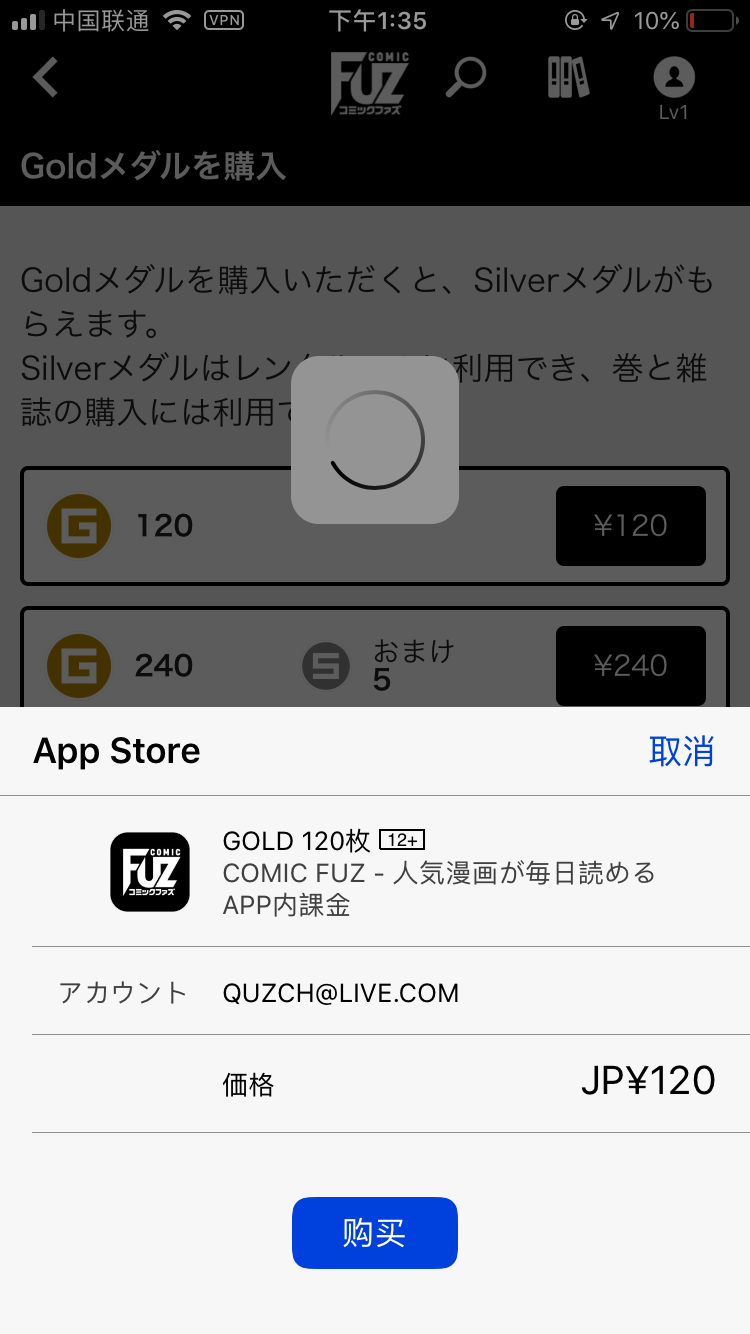 中国联通 VPN 下午1:35 10%
COMIC
FUZ
コミックファズ
Lv1
Goldメダルを購入
Goldメダルを購入いただくと、Silverメダルがも
らえます。
Silverメダルはレン 利用でき、巻と雑
誌の購入には利用
G 120 ¥120
G 240 S おまけ 5 ¥240
App Store 取消
COMIC
FUZ
コミックファズ
GOLD 120枚 12+
COMIC FUZ - 人気漫画が毎日読める
APP内課金
アカウント QUZCH@LIVE.COM
価格 JP¥120
购买